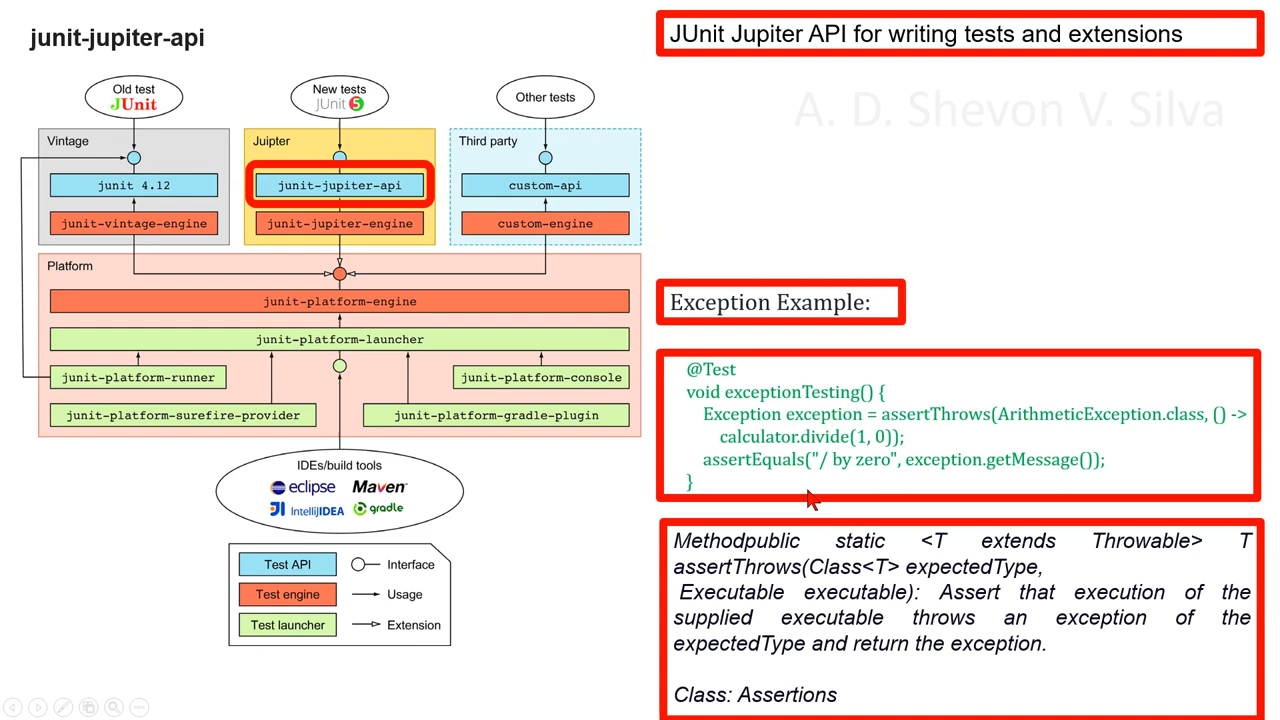 junit-jupiter-api
JUnit Jupiter API for writing tests and extensions
A. D. Shevon V. Silva
Old test
JUnit
New tests
JUnit 5
Other tests
Vintage
Juipter
Third party
junit 4.12
junit-jupiter-api
custom-api
junit-vintage-engine
junit-jupiter-engine
custom-engine
Platform
junit-platform-engine
junit-platform-launcher
junit-platform-runner
junit-platform-console
junit-platform-surefire-provider
junit-platform-gradle-plugin
IDEs/build tools
eclipse
Maven
IntellijIDEA
gradle
Test API
Interface
Test engine
Usage
Test launcher
Extension
Exception Example:
@Test
void exceptionTesting() {
Exception exception = assertThrows(ArithmeticException.class, () ->
calculator.divide(1, 0));
assertEquals("/ by zero", exception.getMessage());
}
Methodpublic static <T extends Throwable> T
assertThrows(Class<T> expectedType,
Executable executable): Assert that execution of the
supplied executable throws an exception of the
expectedType and return the exception.
Class: Assertions